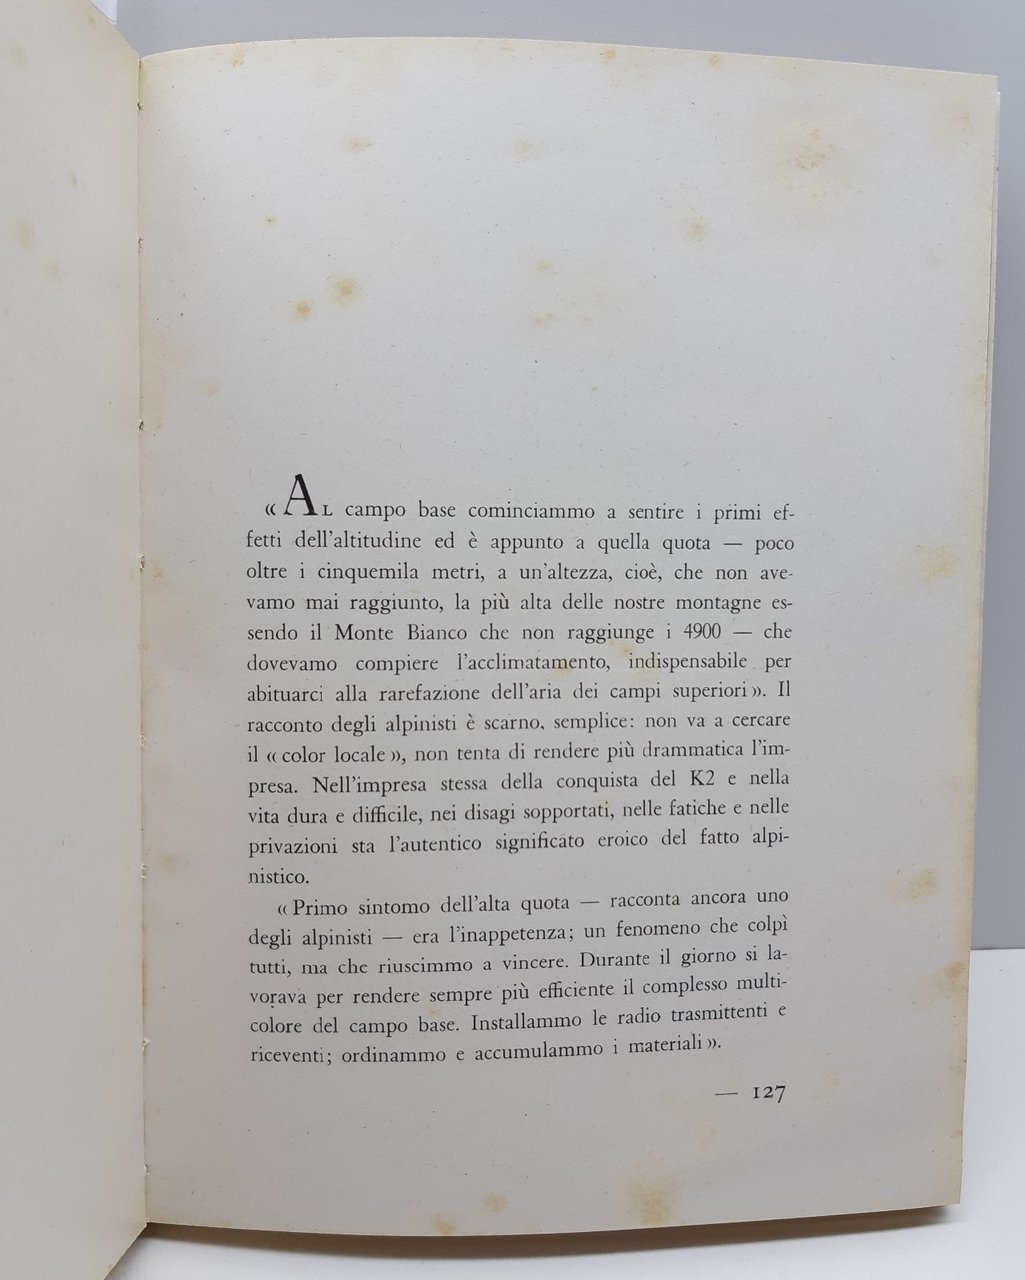 « AL campo base cominciammo a sentire i primi ef-
fetti dell'altitudine ed è appunto a quella quota — poco
oltre i cinquemila metri, a un'altezza, cioè, che non ave-
vamo mai raggiunto, la più alta delle nostre montagne es-
sendo il Monte Bianco che non raggiunge i 4900 — che
dovevamo compiere l'acclimatamento, indispensabile per
abituarci alla rarefazione dell'aria dei campi superiori ». Il
racconto degli alpinisti è scarno, semplice: non va a cercare
il « color locale », non tenta di rendere più drammatica l'im-
presa. Nell'impresa stessa della conquista del K2 e nella
vita dura e difficile, nei disagi sopportati, nelle fatiche e nelle
privazioni sta l'autentico significato eroico del fatto alpi-
nistico.
« Primo sintomo dell'alta quota — racconta ancora uno
degli alpinisti — era l'inappetenza; un fenomeno che colpì
tutti, ma che riuscimmo a vincere. Durante il giorno si la-
vorava per rendere sempre più efficiente il complesso multi-
colore del campo base. Installammo le radio trasmittenti e
riceventi; ordinammo e accumulammo i materiali ».
— 127